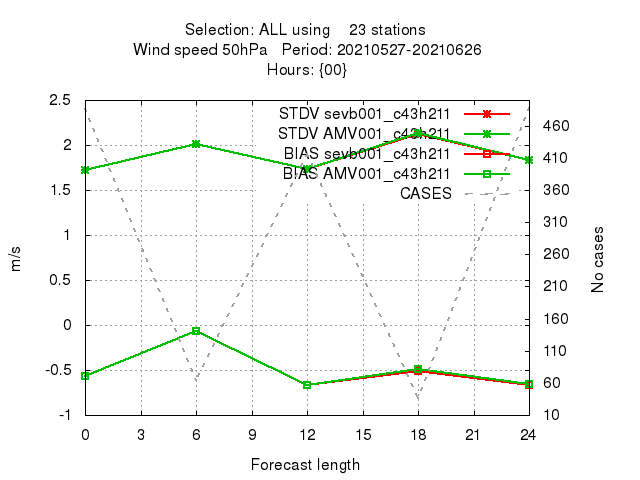 Selection: ALL using 23 stations
Wind speed 50hPa Period: 20210527-20210626
Hours: {00}
STDV sevb001_c43h211
STDV AMV001_c43h211
BIAS sevb001_c43h211
BIAS AMV001_c43h211
CASES
2.5
2
1.5
1
0.5
0
-0.5
-1
m/s
460
410
360
310
260
210
160
110
60
10
No cases
0 3 6 9 12 15 18 21 24
Forecast length